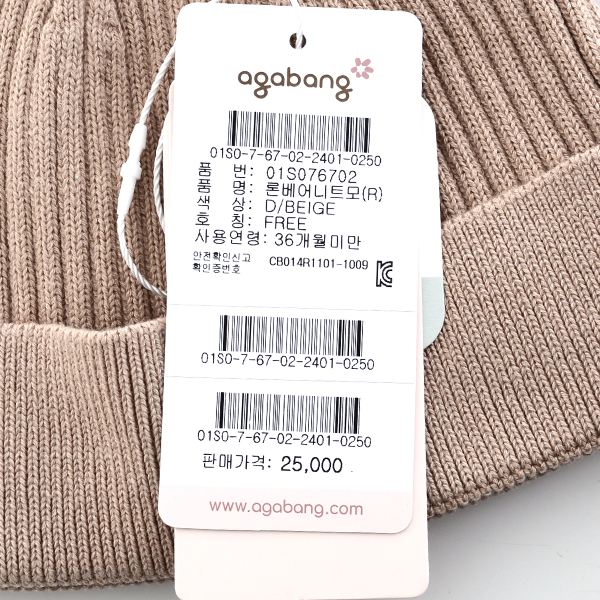 agabang
01S0-7-67-02-2401-0250
품 번: 01S076702
품 명: 론베어니트모(R)
색 상: D/BEIGE
호 칭: FREE
사용연령: 36개월미만
안전확인신고
확인증번호 CB014R1101-1009
01S0-7-67-02-2401-0250
01S0-7-67-02-2401-0250
판매가격: 25,000
www.agabang.com